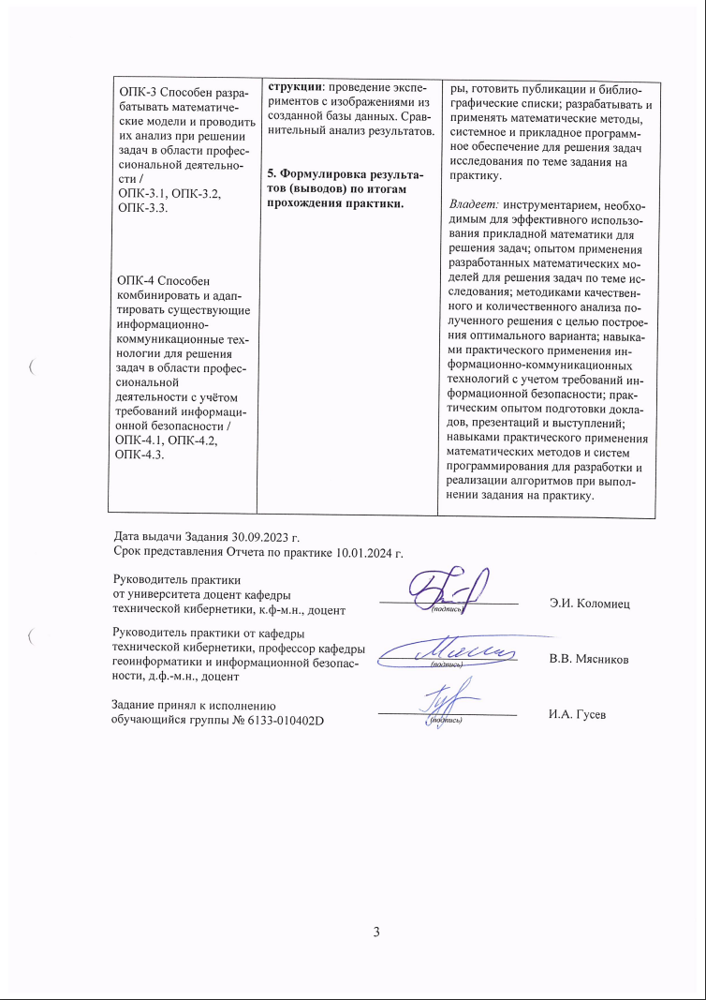 ОПК-3 Способен разра-
батывать математиче-
ские модели и проводить
их анализ при решении
задач в области профес-
сиональной деятельно-
сти /
ОПК-3.1, ОПК-3.2,
ОПК-3.3.
ОПК-4 Способен
комбинировать и адап-
тировать существующие
информационно-
коммуникационные тех-
нологии для решения
задач в области профес-
сиональной
деятельности с учётом
требований информаци-
онной безопасности /
ОПК-4.1, ОПК-4.2,
ОПК-4.3.
струкции: проведение экспе-
риментов с изображениями из
созданной базы данных. Срав-
нительный анализ результатов.
5. Формулировка результа-
тов (выводов) по итогам
прохождения практики.
ры, готовить публикации и библио-
графические списки; разрабатывать и
применять математические методы,
системное и прикладное программ-
ное обеспечение для решения задач
исследования по теме задания на
практику.
Владеет: инструментарием, необхо-
димым для эффективного использо-
вания прикладной математики для
решения задач; опытом применения
разработанных математических мо-
делей для решения задач по теме ис-
следования; методиками качествен-
ного и количественного анализа по-
лученного решения с целью построе-
ния оптимального варианта; навыка-
ми практического применения ин-
формационно-коммуникационных
технологий с учетом требований ин-
формационной безопасности; прак-
тическим опытом подготовки докла-
дов, презентаций и выступлений;
навыками практического применения
математических методов и систем
программирования для разработки и
реализации алгоритмов при выпол-
нении задания на практику.
Дата выдачи Задания 30.09.2023 г.
Срок представления Отчета по практике 10.01.2024 г.
Руководитель практики
от университета доцент кафедры
технической кибернетики, к.ф-м.н., доцент
(подпись)
Э.И. Коломиец
Руководитель практики от кафедры
технической кибернетики, профессор кафедры
геоинформатики и информационной безопас-
ности, д.ф.-м.н., доцент
(подпись)
В.В. Мясников
Задание принял к исполнению
обучающийся группы № 6133-010402D
(подпись)
И.А. Гусев
3